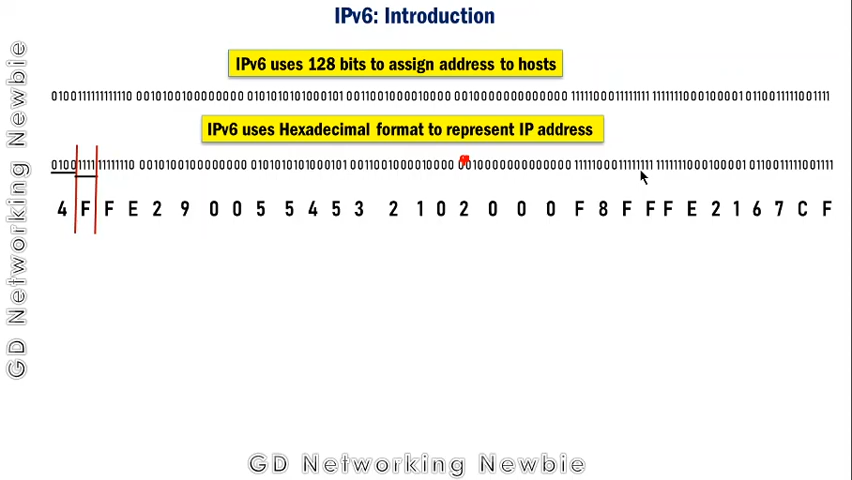 IPv6: Introduction
IPv6 uses 128 bits to assign address to hosts
0100111111111110 0010100100000000 0101010101000101 0011001000010000 0010000000000000 1111100011111111 1111111000100001 0110011111001111
IPv6 uses Hexadecimal format to represent IP address
0100111111111110 0010100100000000 0101010101000101 0011001000010000 0010000000000000 1111100011111111 1111111000100001 0110011111001111
4 F F E 2 9 0 0 5 5 4 5 3 2 1 0 2 0 0 0 F 8 F F F E 2 1 6 7 C F
GD Networking Newbie
GD Networking Newbie